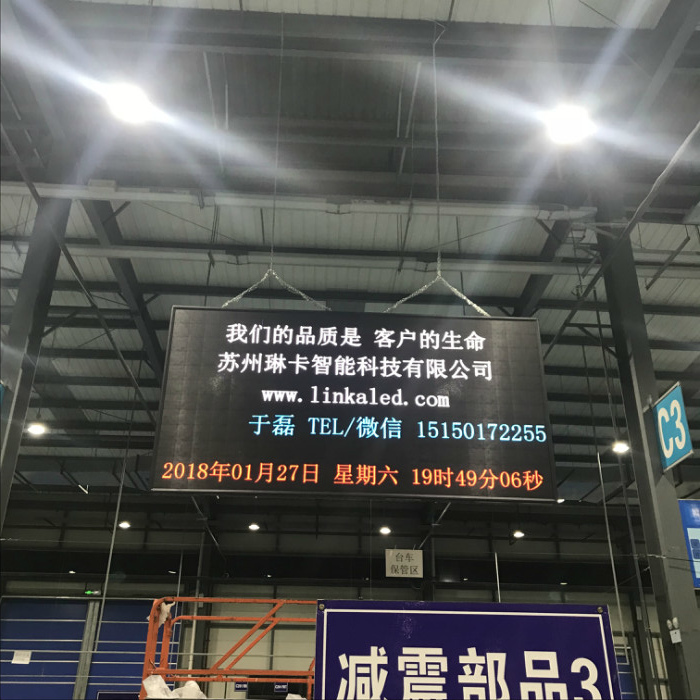 我们的品质是 客户的生命
苏州琳卡智能科技有限公司
www.linkaled.com
于磊 TEL/微信 15150172255
2018年01月27日 星期六 19时49分06秒
C3
台车
保管区
减震部品3